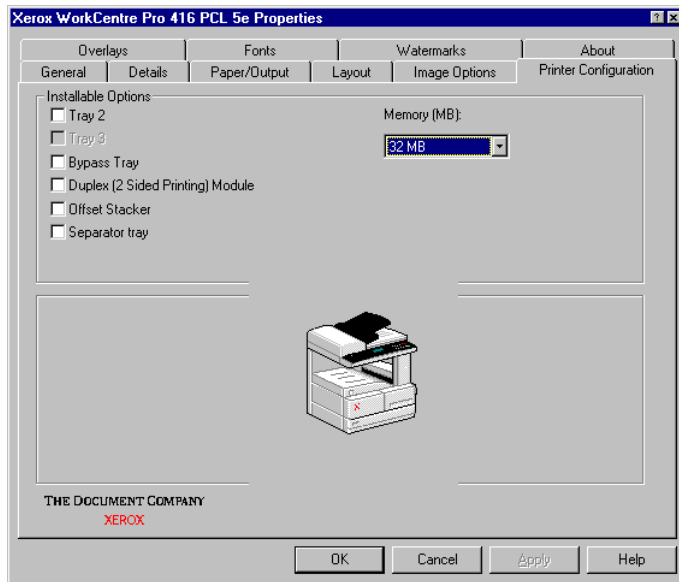 Xerox WorkCentre Pro 416 PCL 5e Properties
Overlays Fonts Watermarks About
General Details Paper/Output Layout Image Options Printer Configuration
Installable Options
Tray 2
Tray 3
Bypass Tray
Duplex (2 Sided Printing) Module
Offset Stacker
Separator tray
Memory (MB):
32 MB
THE DOCUMENT COMPANY
XEROX
OK Cancel Apply Help